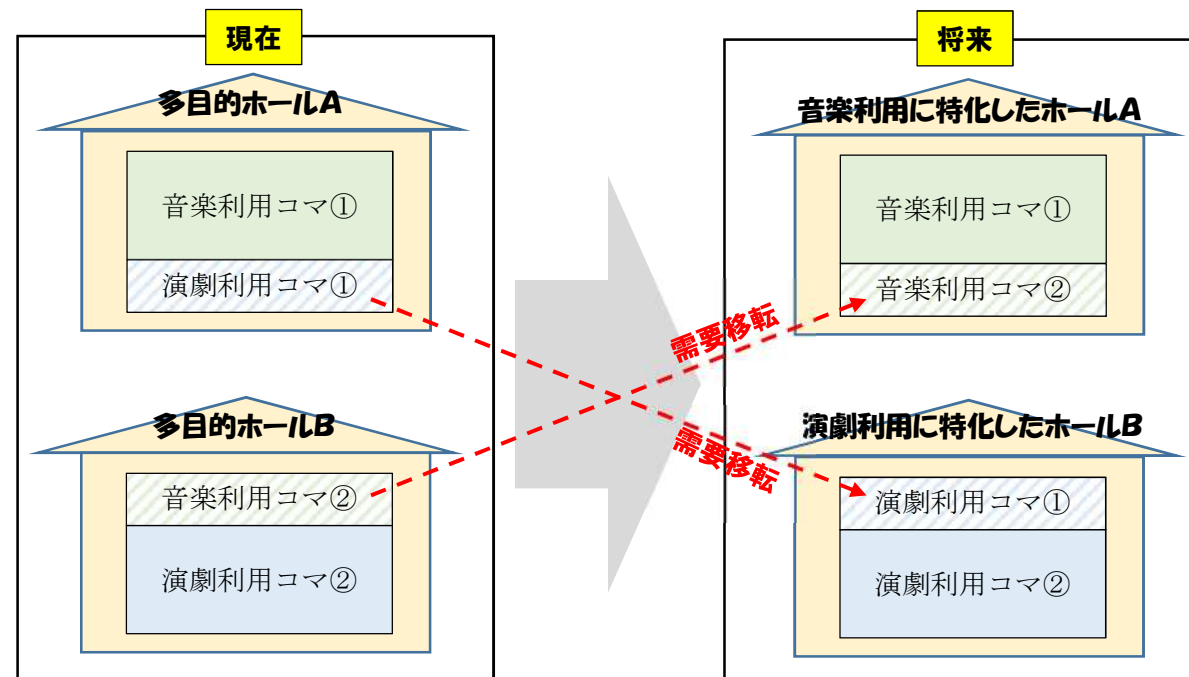 現在
多目的ホールA
音楽利用コマ①
演劇利用コマ①
多目的ホールB
音楽利用コマ②
演劇利用コマ②
需要移転
需要移転
将来
音楽利用に特化したホールA
音楽利用コマ①
音楽利用コマ②
演劇利用に特化したホールB
演劇利用コマ①
演劇利用コマ②